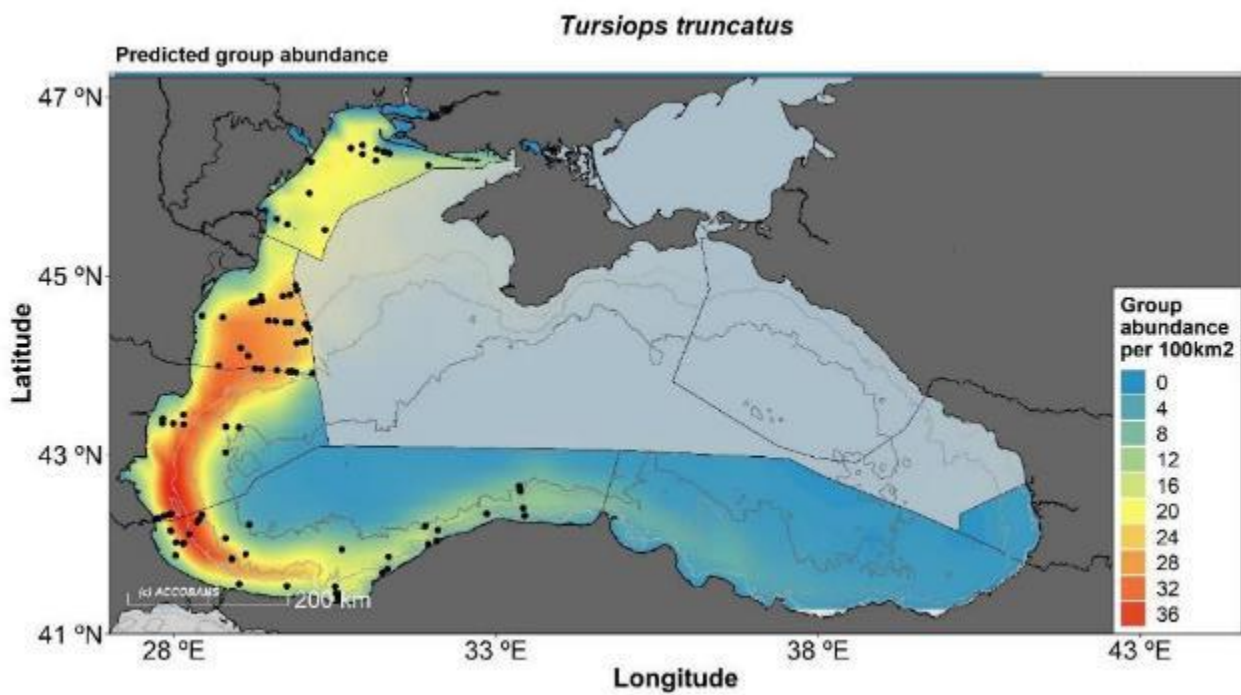 Tursiops truncatus
Predicted group abundance
47 ºN
45 ºN
43 ºN
41 ºN
Latitude
Group
abundance
per 100km2
0
4
8
12
16
20
24
28
32
36
(c) ACCOBAMS
200 km
28 ºE
33 ºE
38 ºE
43 ºE
Longitude